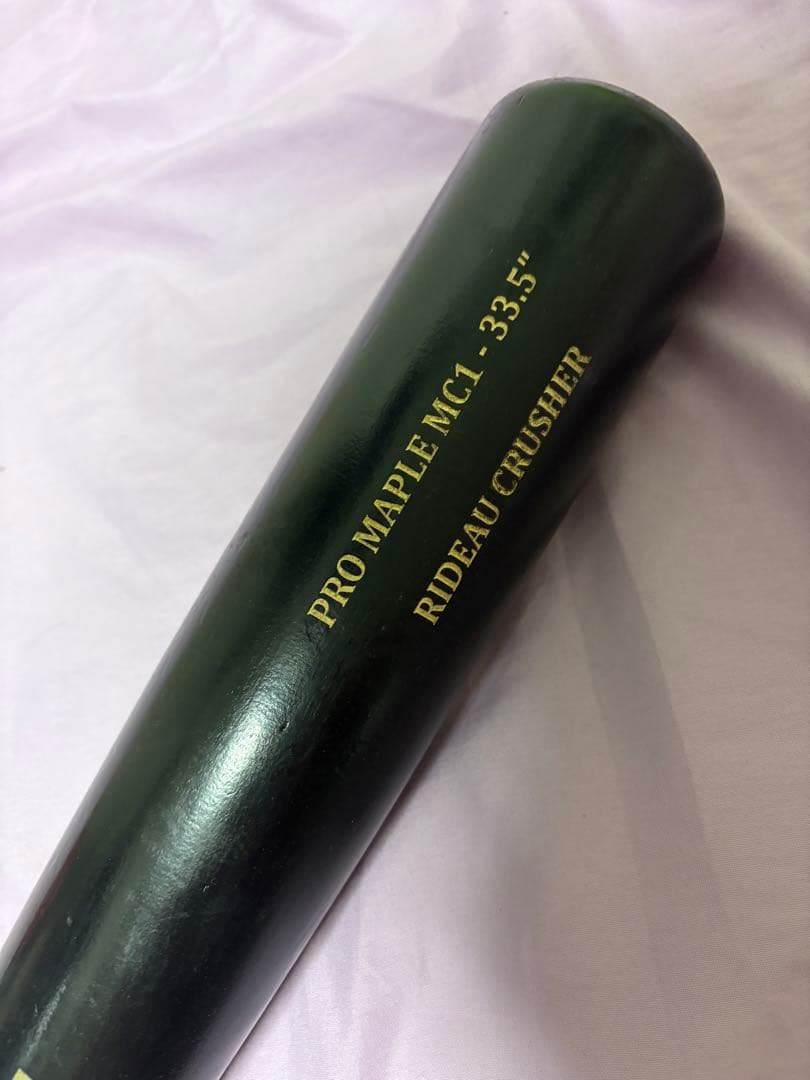 PRO MAPLE MC1 - 33.5"
RIDEAU CRUSHER